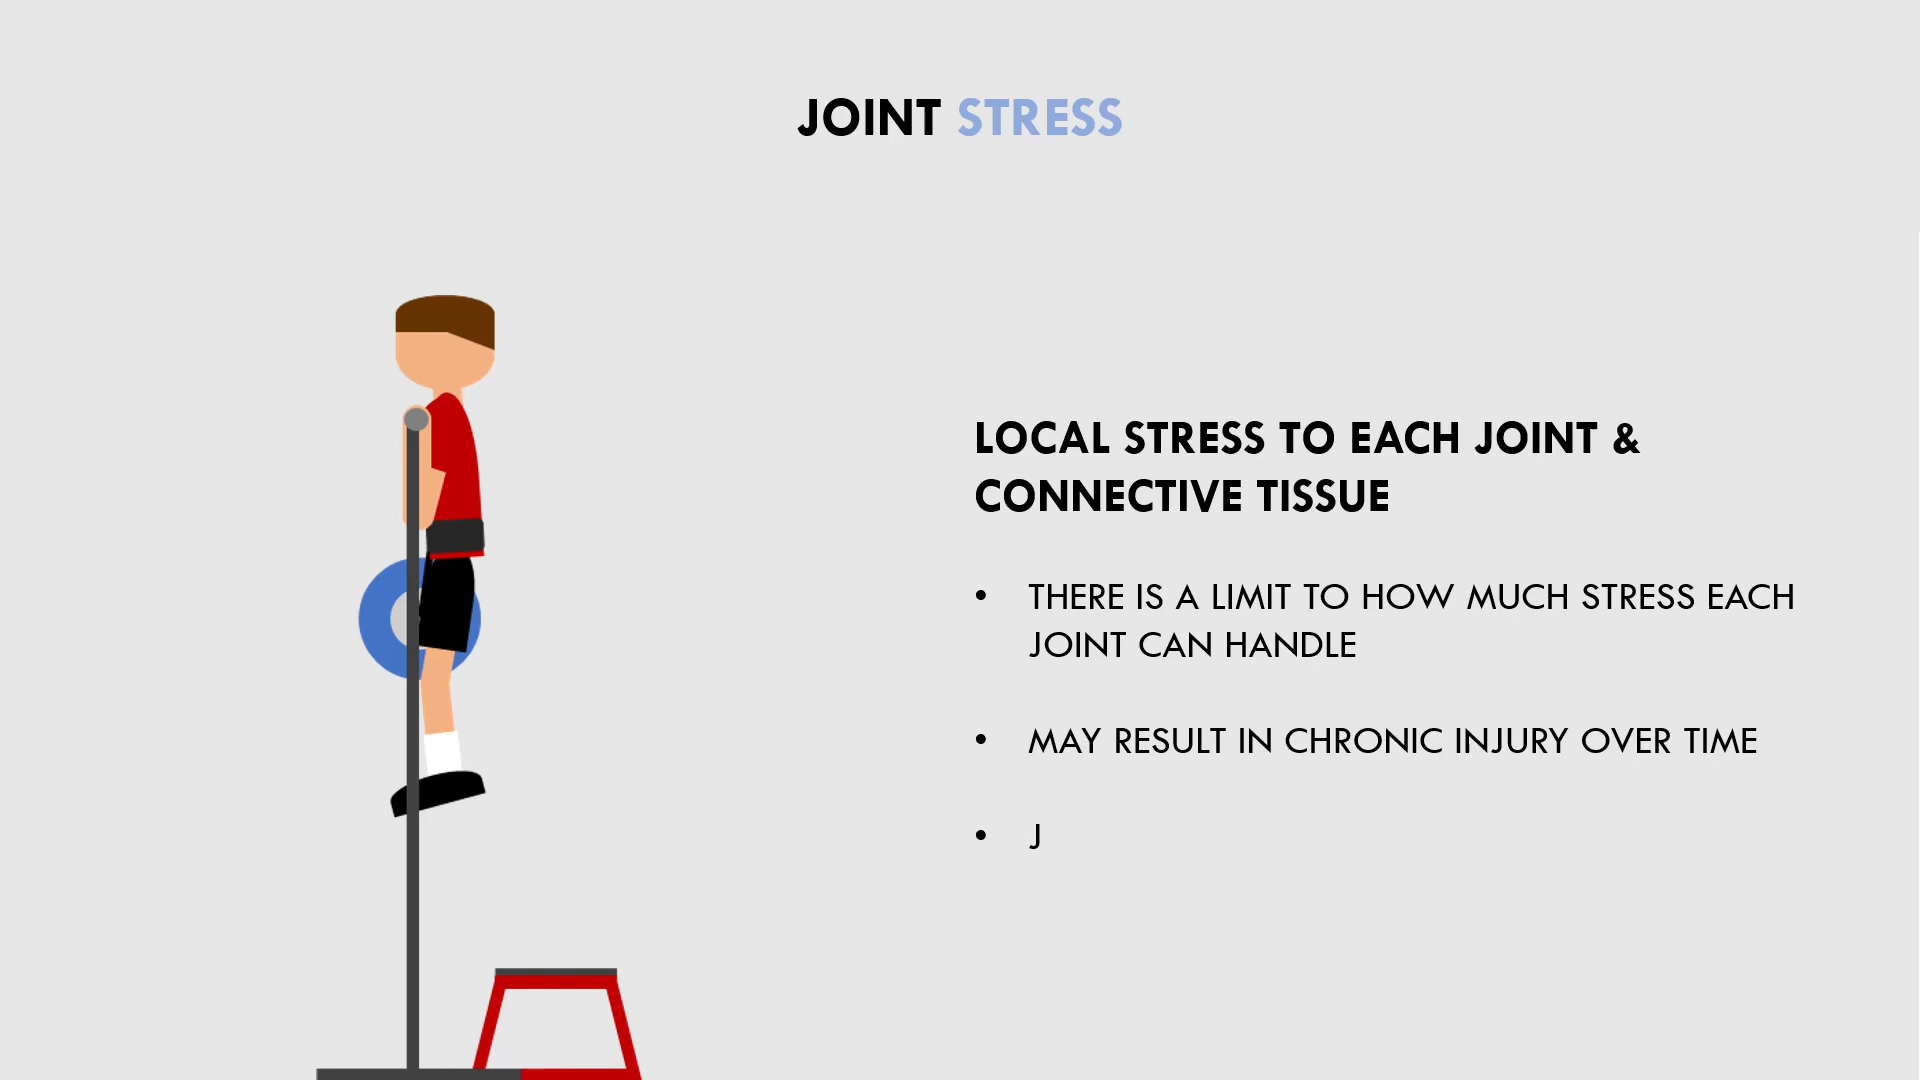 JOINT STRESS
LOCAL STRESS TO EACH JOINT &
CONNECTIVE TISSUE
• THERE IS A LIMIT TO HOW MUCH STRESS EACH
JOINT CAN HANDLE
• MAY RESULT IN CHRONIC INJURY OVER TIME
• J